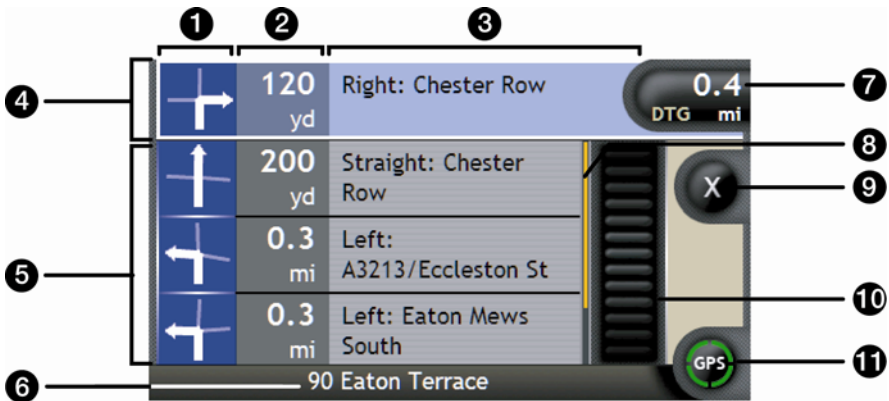 1 2 3
4
120
yd
Right: Chester Row
0.4
DTG mi
7
8
200
yd
Straight: Chester
Row
X
9
5
0.3
mi
Left:
A3213/Eccleston St
10
0.3
mi
Left: Eaton Mews
South
GPS
11
6
90 Eaton Terrace